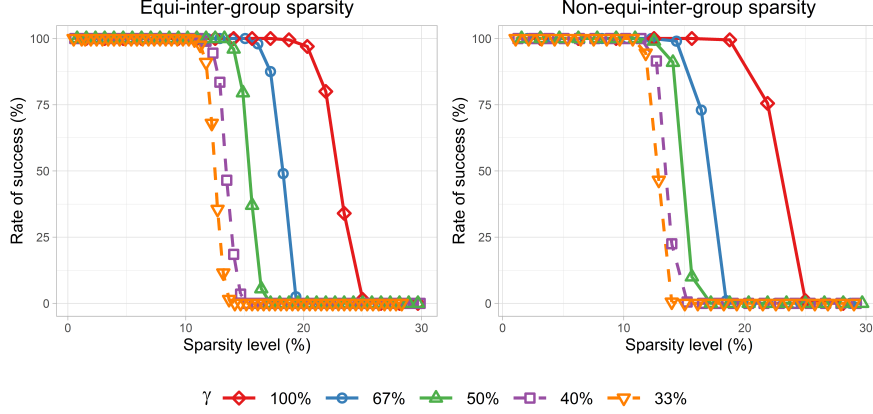 Equi-inter-group sparsity
Non-equi-inter-group sparsity
Rate of success (%)
100
75
50
25
0
0 10 20 30
Sparsity level (%)
Rate of success (%)
100
75
50
25
0
0 10 20 30
Sparsity level (%)
γ 100% 67% 50% 40% 33%